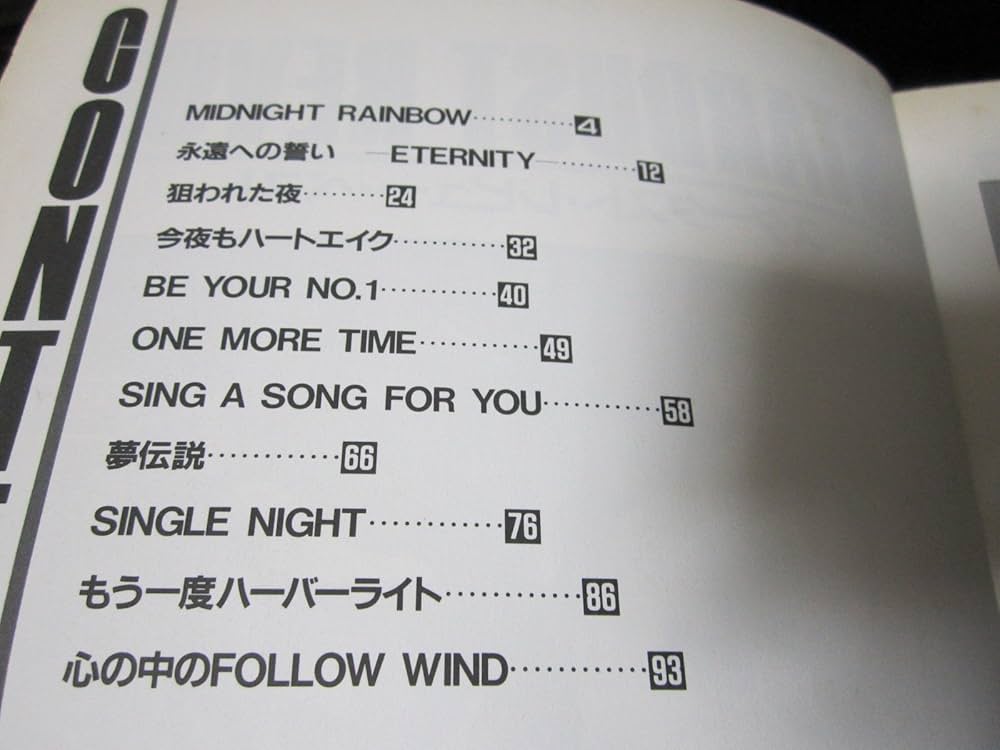 CONT
MIDNIGHT RAINBOW…………4
永遠への誓い —ETERNITY—…………12
狙われた夜…………24
今夜もハートエイク…………32
BE YOUR NO.1…………40
ONE MORE TIME…………49
SING A SONG FOR YOU…………58
夢伝説…………66
SINGLE NIGHT…………76
もう一度ハーバーライト…………86
心の中のFOLLOW WIND…………93